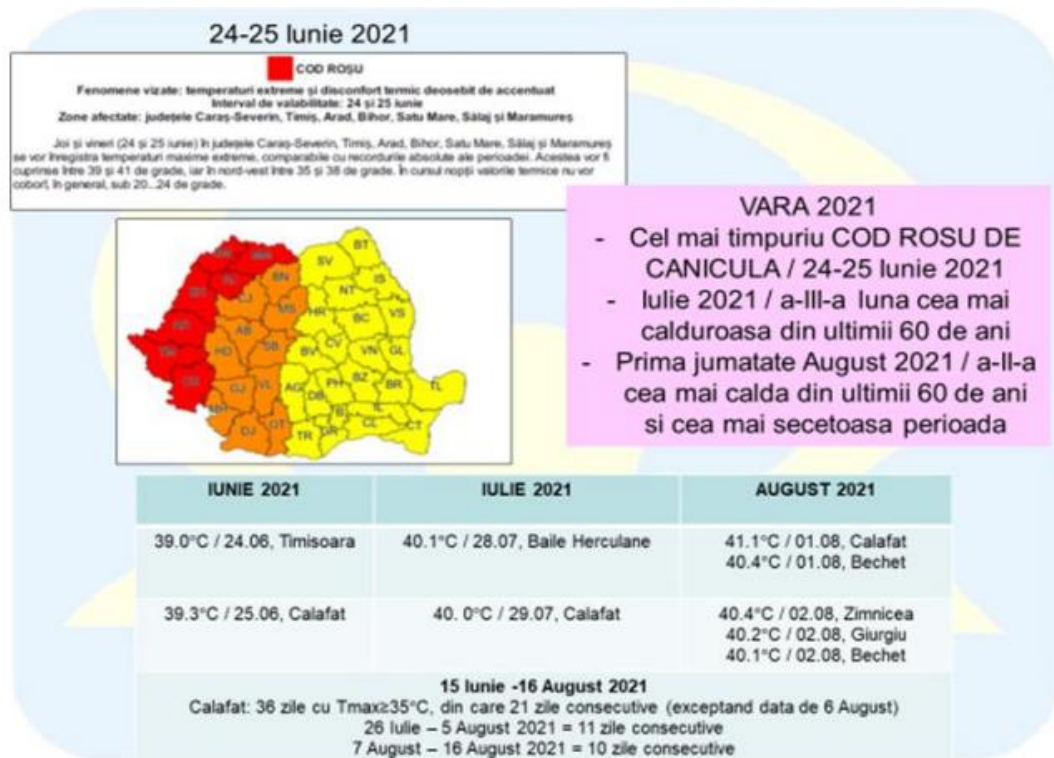 24-25 Iunie 2021
COD ROȘU
Fenomene vizate: temperaturi extreme și disconfort termic deosebit de accentuat
Interval de valabilitate: 24 și 25 iunie
Zone afectate: județele Caraș-Severin, Timiș, Arad, Bihor, Satu Mare, Sălaj și Maramureș
Joi și vineri (24 și 25 iunie) în județele Caraș-Severin, Timiș, Arad, Bihor, Satu Mare, Sălaj și Maramureș
se vor înregistra temperaturi maxime extreme, comparabile cu recordurile absolute ale perioadei. Acestea vor fi
cuprinse între 39 și 41 de grade, iar în nord-vest între 35 și 38 de grade. În cursul nopții valorile termice nu vor
coborî, în general, sub 20...24 de grade.
VARA 2021
- Cel mai timpuriu COD ROSU DE
CANICULA / 24-25 Iunie 2021
- Iulie 2021 / a-III-a luna cea mai
calduroasa din ultimii 60 de ani
- Prima jumatate August 2021 / a-II-a
cea mai calda din ultimii 60 de ani
si cea mai secetoasa perioada
BT
SV
BN
IS
CJ
NT
MS
HR
BC
VS
AB
HD
SB
BV
CV
VN
GL
GJ
VL
AG
PH
BZ
BR
TL
DB
MH
IL
DJ
OT
TR
GR
CL
CT
IUNIE 2021 IULIE 2021 AUGUST 2021
39.0°C / 24.06, Timisoara 40.1°C / 28.07, Baile Herculane 41.1°C / 01.08, Calafat
40.4°C / 01.08, Bechet
39.3°C / 25.06, Calafat 40. 0°C / 29.07, Calafat 40.4°C / 02.08, Zimnicea
40.2°C / 02.08, Giurgiu
40.1°C / 02.08, Bechet
15 Iunie -16 August 2021
Calafat: 36 zile cu Tmax≥35°C, din care 21 zile consecutive (exceptand data de 6 August)
26 Iulie – 5 August 2021 = 11 zile consecutive
7 August – 16 August 2021 = 10 zile consecutive